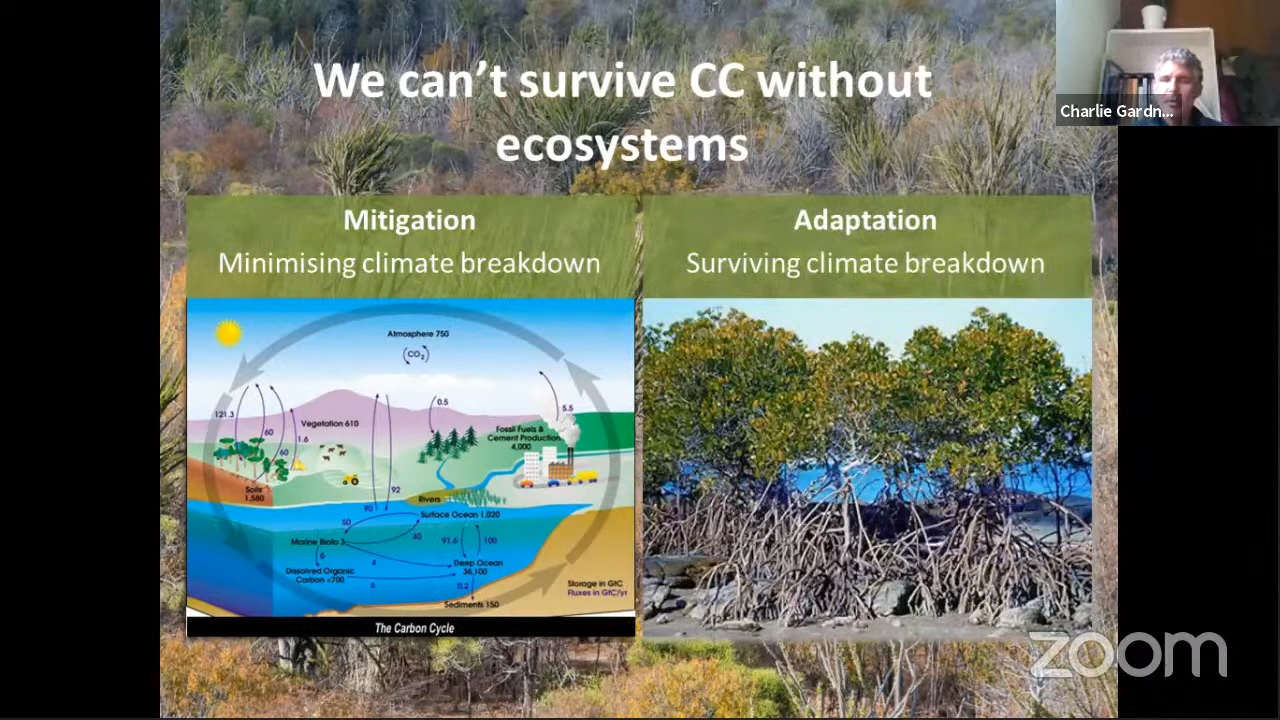 We can't survive CC without
ecosystems
Charlie Gardn...
Mitigation
Minimising climate breakdown
Adaptation
Surviving climate breakdown
Atmosphere 750
CO2
121.3
60
60
1.6
0.5
5.5
Vegetation 610
Fossil Fuels &
Cement Production
4,000
Soils
1,580
92
90
Rivers
Surface Ocean 1,020
50
40
91.6
100
Marine Biota 3
6
4
Deep Ocean
38,100
Dissolved Organic
Carbon <700
6
0.2
Sediments 150
Storage in GtC
Fluxes in GtC/yr
The Carbon Cycle
zoom